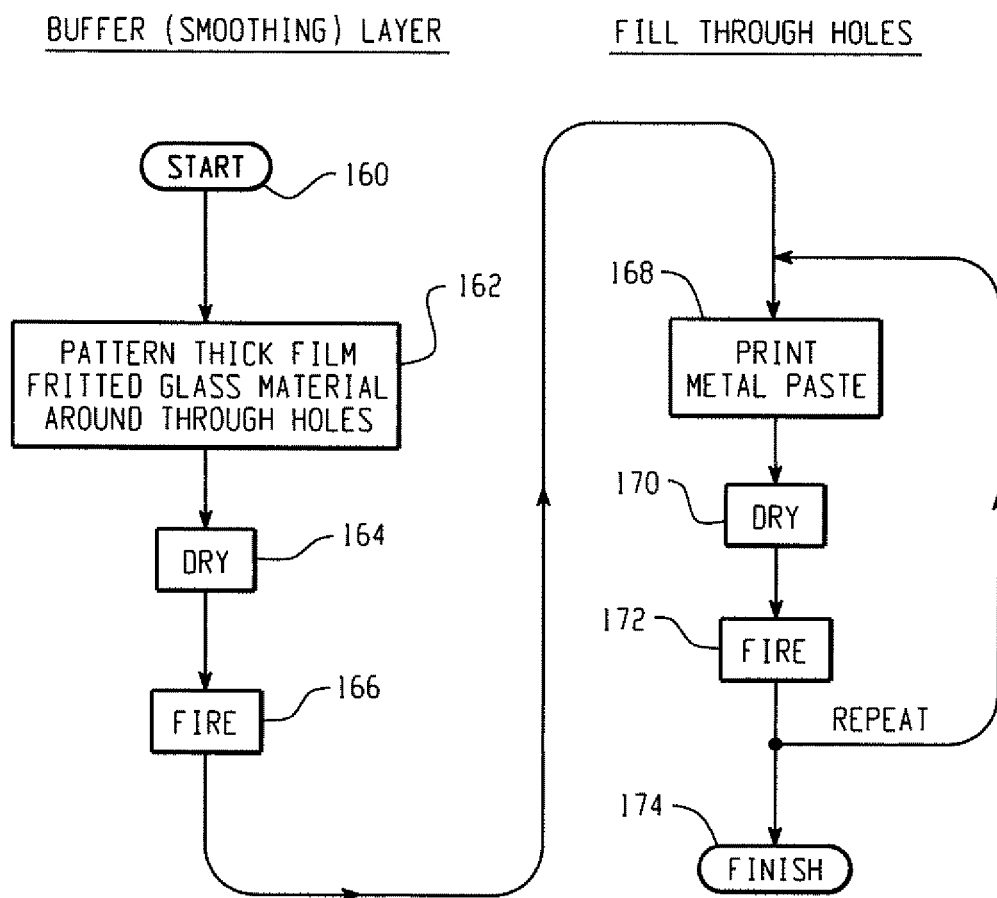 BUFFER (SMOOTHING) LAYER
START
160
162
PATTERN THICK FILM
FRITTED GLASS MATERIAL
AROUND THROUGH HOLES
DRY
164
FIRE
166
FILL THROUGH HOLES
168
PRINT
METAL PASTE
170
DRY
172
FIRE
REPEAT
174
FINISH